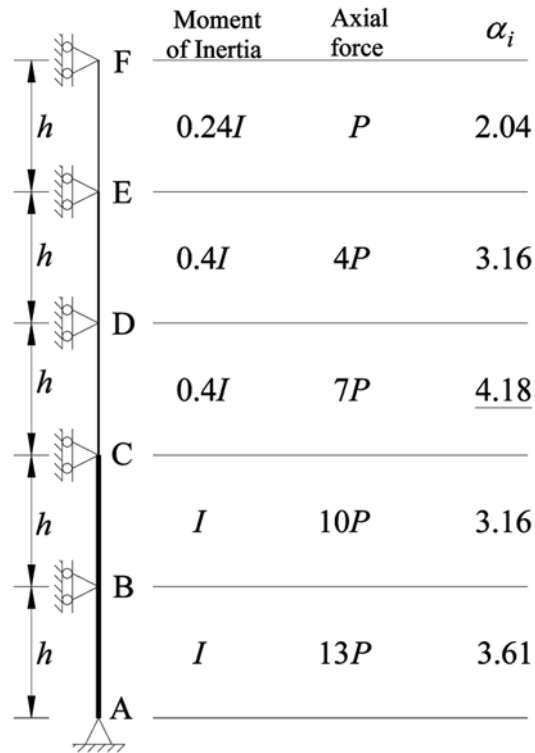 Moment of Inertia
Axial force
αᵢ
F
h
0.24I
P
2.04
E
h
0.4I
4P
3.16
D
h
0.4I
7P
4.18
C
h
I
10P
3.16
B
h
I
13P
3.61
A